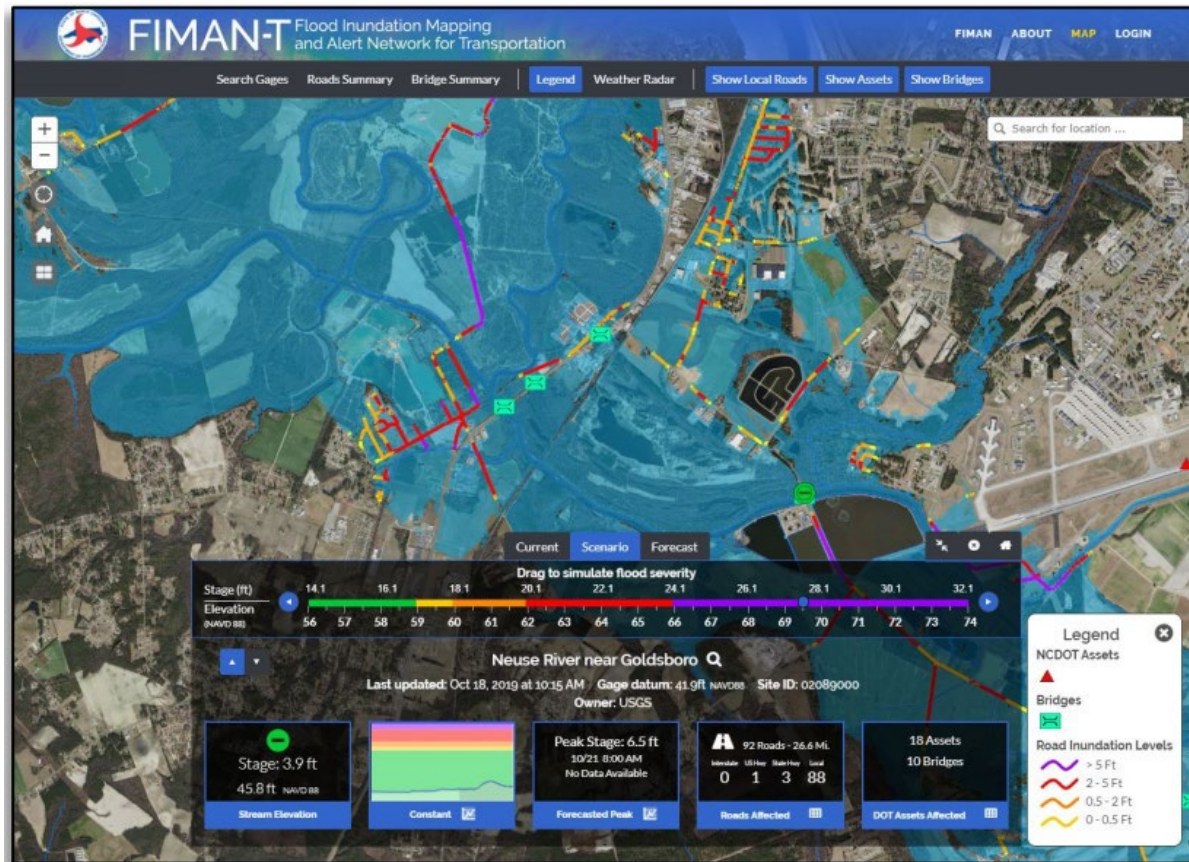 FIMAN-T
Flood Inundation Mapping
and Alert Network for Transportation
FIMAN ABOUT MAP LOGIN
Search Gages Roads Summary Bridge Summary Legend Weather Radar Show Local Roads Show Assets Show Bridges
Search for location ...
Current Scenario Forecast
Drag to simulate flood severity
Stage (ft) 14.1 16.1 18.1 20.1 22.1 24.1 26.1 28.1 30.1 32.1
Elevation
(NAVD 88) 56 57 58 59 60 61 62 63 64 65 66 67 68 69 70 71 72 73 74
Neuse River near Goldsboro
Last updated: Oct 18, 2019 at 10:15 AM Gage datum: 41.9ft NAVD88 Site ID: 02089000
Owner: USGS
Stage: 3.9 ft
45.8 ft NAVD 88
Stream Elevation
Constant
Peak Stage: 6.5 ft
10/21 8:00 AM
No Data Available
Forecasted Peak
92 Roads - 26.6 Mi.
Interstate US Hwy State Hwy Local
0 1 3 88
Roads Affected
18 Assets
10 Bridges
DOT Assets Affected
Legend
NCDOT Assets
Bridges
Road Inundation Levels
> 5 Ft
2 - 5 Ft
0.5 - 2 Ft
0 - 0.5 Ft